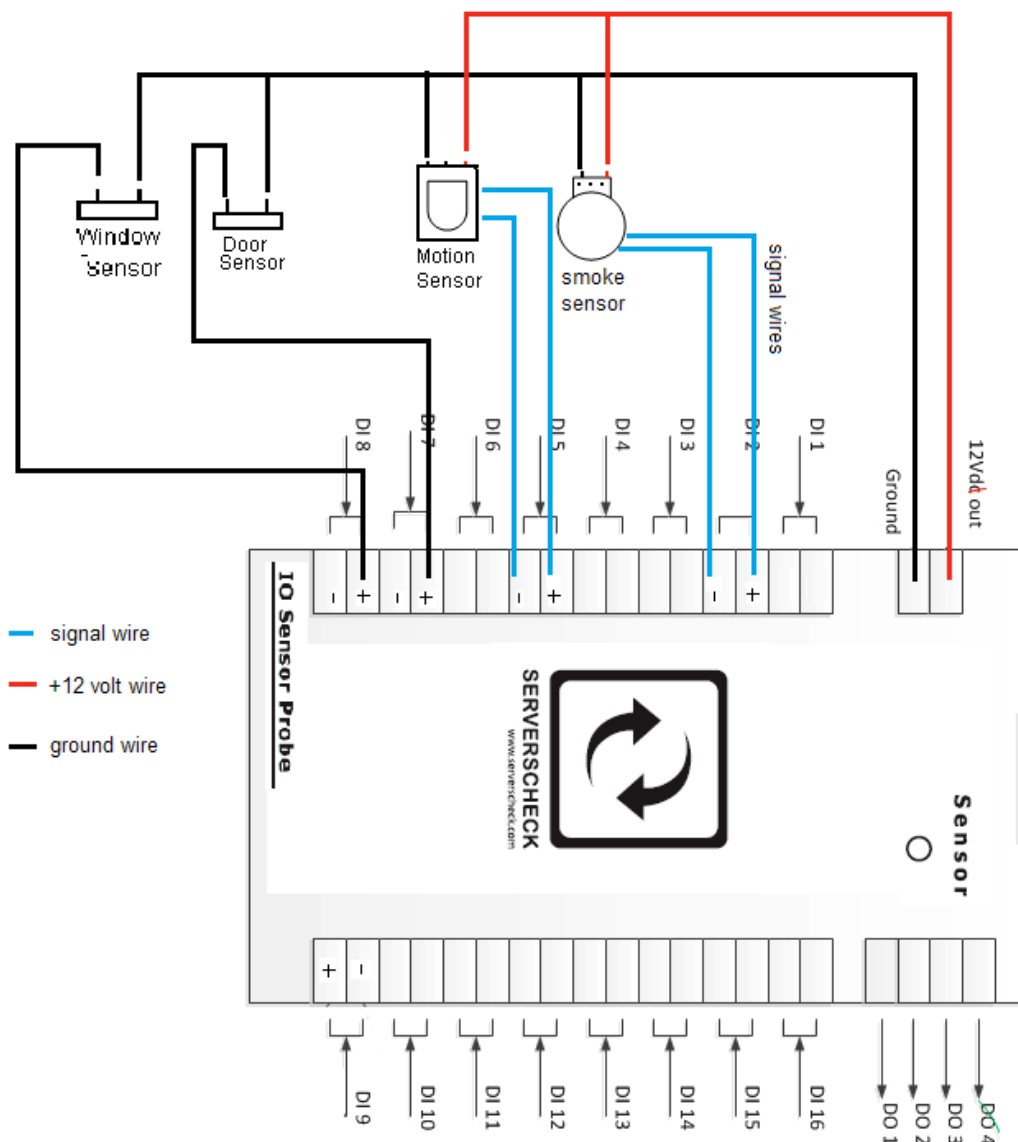 Window
Sensor
Door
Sensor
Motion
Sensor
smoke
sensor
signal wires
DI 8
DI 7
DI 6
DI 5
DI 4
DI 3
DI 2
DI 1
Ground
12Vdd out
- + - + - + - +
signal wire
+12 volt wire
ground wire
IO Sensor Probe
SERVERSCHECK
www.serverscheck.com
Sensor
+ -
DI 9
DI 10
DI 11
DI 12
DI 13
DI 14
DI 15
DI 16
DO 1
DO 2
DO 3
DO 4